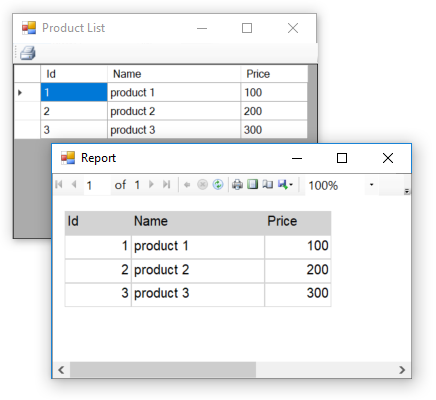 Product List
Id Name Price
1 product 1 100
2 product 2 200
3 product 3 300
Report
1 of 1 100%
Id Name Price
1 product 1 100
2 product 2 200
3 product 3 300